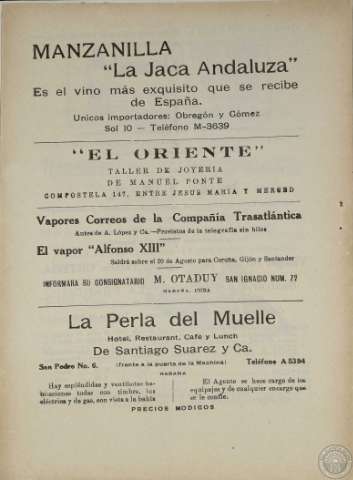 MANZANILLA
"La Jaca Andaluza"
Es el vino más exquisito que se recibe
de España.
Unicos importadores: Obregón y Gómez
Sol 10 — Teléfono M-3639
"EL ORIENTE"
TALLER DE JOYERIA
DE MANUEL PONTE
COMPOSTELA 147, ENTRE JESUS MARIA Y MERCED
Vapores Correos de la Compañía Trasatlántica
Antes de A. López y Ca.—Provistos de la telegrafía sin hilos
El vapor "Alfonso XIII"
Saldrá sobre el 20 de Agosto para Coruña, Gijón y Santander
INFORMARA SU CONSIGNATARIO M. OTADUY SAN IGNACIO NUM. 72
HABANA, CUBA
La Perla del Muelle
Hotel, Restaurant, Café y Lunch
De Santiago Suarez y Ca.
San Pedro No. 6. (Frente a la puerta de la Machina) Teléfono A 5394
HABANA
Hay espléndidas y ventiladas ha-
bitaciones todas con timbre, luz
eléctrica y de gas, con vista a la bahía
El Agente se hace cargo de los
equipajes y de cualquier encargo que
se le confíe.
PRECIOS MODICOS